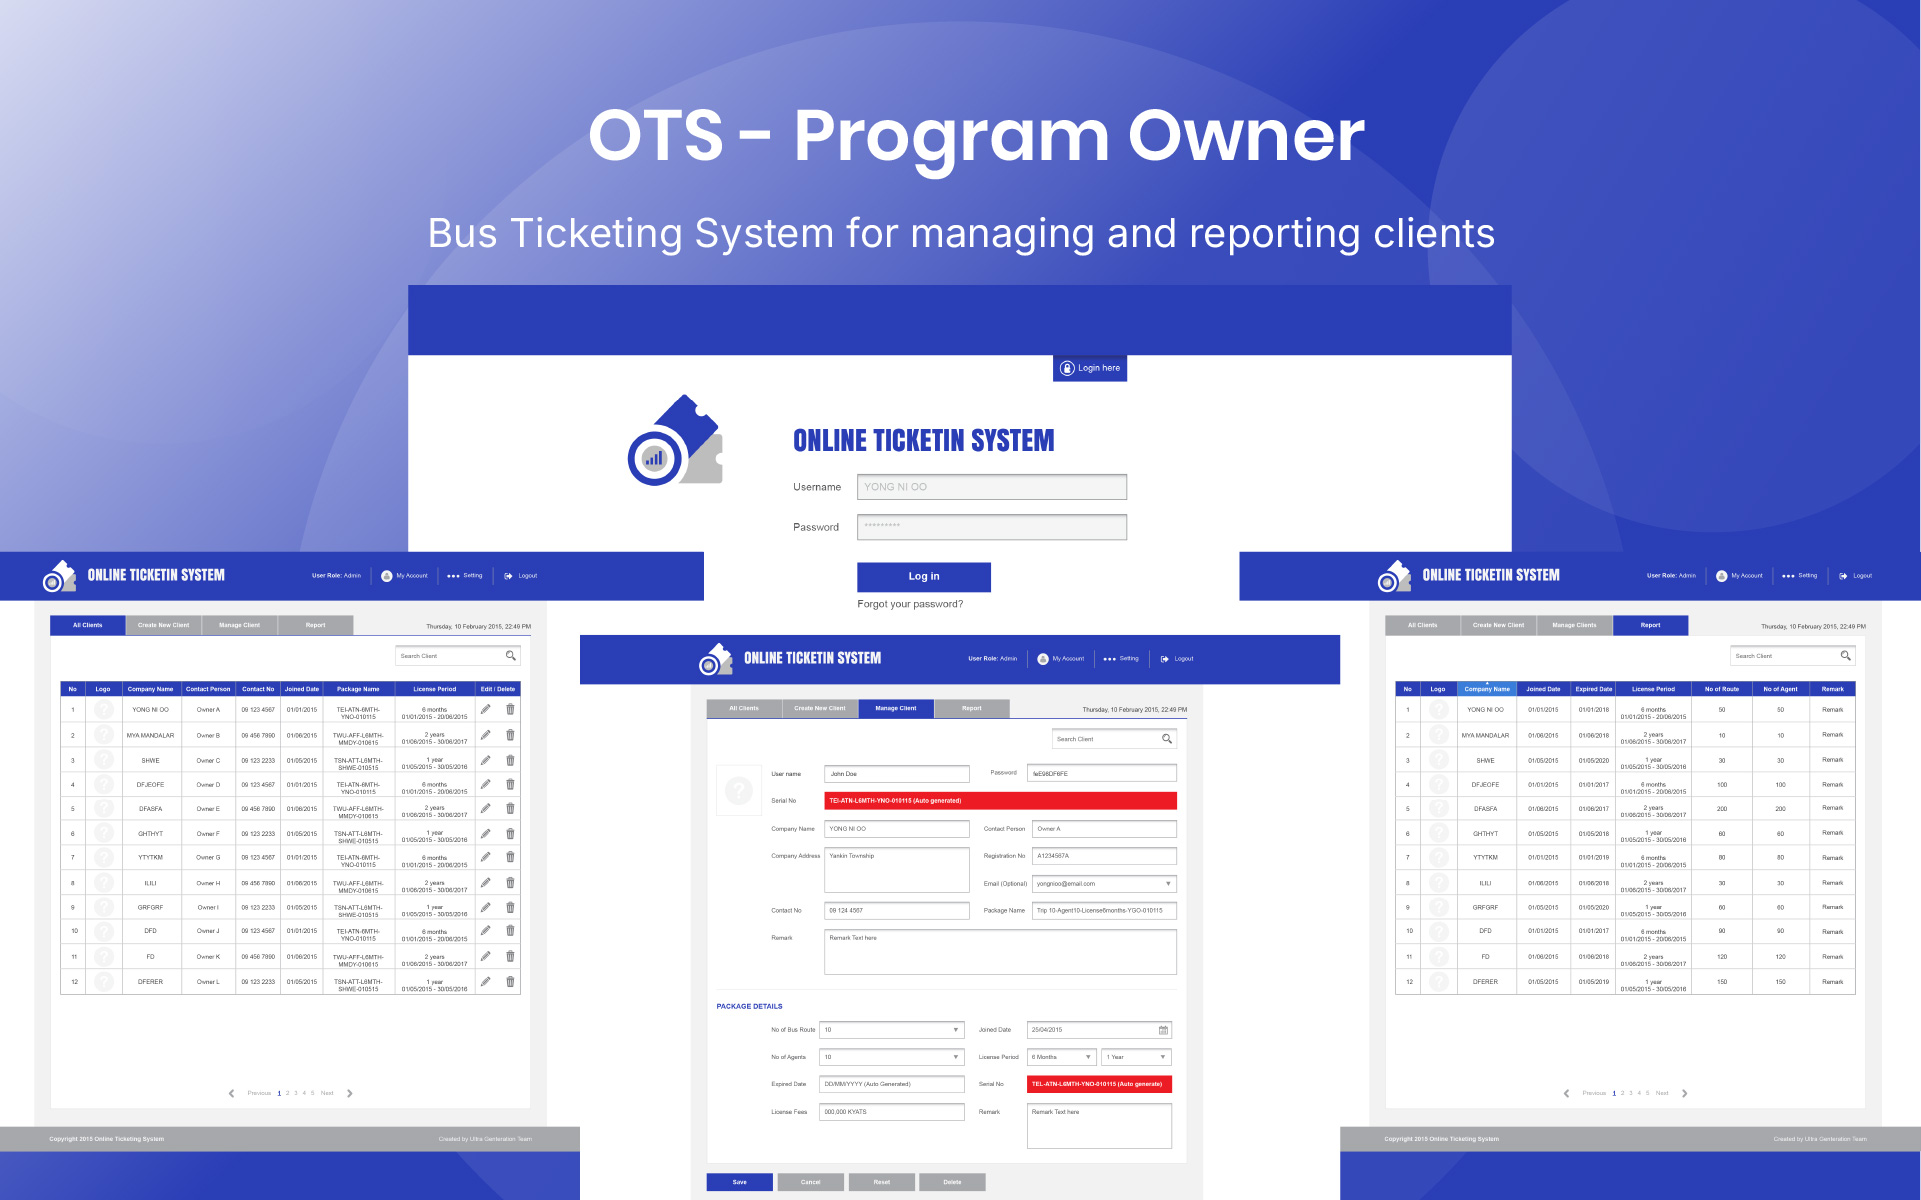 OTS - Program Owner
Bus Ticketing System for managing and reporting clients
Login here
ONLINE TICKETIN SYSTEM
Username YONG NI OO
Password *********
Log in
Forgot your password?
ONLINE TICKETIN SYSTEM User Role: Admin My Account Setting Logout
All Clients Create New Client Manage Client Report Thursday, 10 February 2015, 22:49 PM
Search Client
No Logo Company Name Contact Person Contact No Joined Date Package Name License Period Edit / Delete
1 ? YONG NI OO Owner A 09 123 4567 01/01/2015 TEI-ATN-6MTH-YNO-010115 6 months 01/01/2015 - 20/06/2015
2 ? MYA MANDALAR Owner B 09 456 7890 01/06/2015 TWU-AFF-L6MTH-MMDY-010615 2 years 01/06/2015 - 30/06/2017
3 ? SHWE Owner C 09 123 2233 01/05/2015 TSN-ATT-L6MTH-SHWE-010515 1 year 01/05/2015 - 30/05/2016
4 ? DFJEOFE Owner D 09 123 4567 01/01/2015 TEI-ATN-6MTH-YNO-010115 6 months 01/01/2015 - 20/06/2015
5 ? DFASFA Owner E 09 456 7890 01/06/2015 TWU-AFF-L6MTH-MMDY-010615 2 years 01/06/2015 - 30/06/2017
6 ? GHTHYT Owner F 09 123 2233 01/05/2015 TSN-ATT-L6MTH-SHWE-010515 1 year 01/05/2015 - 30/05/2016
7 ? YTYTKM Owner G 09 123 4567 01/01/2015 TEI-ATN-6MTH-YNO-010115 6 months 01/01/2015 - 20/06/2015
8 ? ILILI Owner H 09 456 7890 01/06/2015 TWU-AFF-L6MTH-MMDY-010615 2 years 01/06/2015 - 30/06/2017
9 ? GRFGRF Owner I 09 123 2233 01/05/2015 TSN-ATT-L6MTH-SHWE-010515 1 year 01/05/2015 - 30/05/2016
10 ? DFD Owner J 09 123 4567 01/01/2015 TEI-ATN-6MTH-YNO-010115 6 months 01/01/2015 - 20/06/2015
11 ? FD Owner K 09 456 7890 01/06/2015 TWU-AFF-L6MTH-MMDY-010615 2 years 01/06/2015 - 30/06/2017
12 ? DFERER Owner L 09 123 2233 01/05/2015 TSN-ATT-L6MTH-SHWE-010515 1 year 01/05/2015 - 30/05/2016
Previous 1 2 3 4 5 Next
Copyright 2015 Online Ticketing System Created by Ultra Genteration Team
ONLINE TICKETIN SYSTEM User Role: Admin My Account Setting Logout
All Clients Create New Client Manage Client Report Thursday, 10 February 2015, 22:49 PM
Search Client
? User name John Doe Password feE98DF6FE
Serial No TEI-ATN-L6MTH-YNO-010115 (Auto generated)
Company Name YONG NI OO Contact Person Owner A
Company Address Yankin Township Registration No A1234567A
Email (Optional) yongnioo@email.com
Contact No 09 124 4567 Package Name Trip 10-Agent10-License6months-YGO-010115
Remark Remark Text here
PACKAGE DETAILS
No of Bus Route 10 Joined Date 25/04/2015
No of Agents 10 License Period 6 Months 1 Year
Expired Date DD/MM/YYYY (Auto Generated) Serial No TEL-ATN-L6MTH-YNO-010115 (Auto generate)
License Fees 000,000 KYATS Remark Remark Text here
Save Cancel Reset Delete
ONLINE TICKETIN SYSTEM User Role: Admin My Account Setting Logout
All Clients Create New Client Manage Clients Report Thursday, 10 February 2015, 22:49 PM
Search Client
No Logo Company Name Joined Date Expired Date License Period No of Route No of Agent Remark
1 ? YONG NI OO 01/01/2015 01/01/2018 6 months 01/01/2015 - 20/06/2015 50 50 Remark
2 ? MYA MANDALAR 01/06/2015 01/06/2018 2 years 01/06/2015 - 30/06/2017 10 10 Remark
3 ? SHWE 01/05/2015 01/05/2020 1 year 01/05/2015 - 30/05/2016 30 30 Remark
4 ? DFJEOFE 01/01/2015 01/01/2017 6 months 01/01/2015 - 20/06/2015 100 100 Remark
5 ? DFASFA 01/06/2015 01/06/2017 2 years 01/06/2015 - 30/06/2017 200 200 Remark
6 ? GHTHYT 01/05/2015 01/05/2018 1 year 01/05/2015 - 30/05/2016 60 60 Remark
7 ? YTYTKM 01/01/2015 01/01/2019 6 months 01/01/2015 - 20/06/2015 80 80 Remark
8 ? ILILI 01/06/2015 01/06/2018 2 years 01/06/2015 - 30/06/2017 30 30 Remark
9 ? GRFGRF 01/05/2015 01/05/2020 1 year 01/05/2015 - 30/05/2016 60 60 Remark
10 ? DFD 01/01/2015 01/01/2017 6 months 01/01/2015 - 20/06/2015 90 90 Remark
11 ? FD 01/06/2015 01/06/2018 2 years 01/06/2015 - 30/06/2017 120 120 Remark
12 ? DFERER 01/05/2015 01/05/2019 1 year 01/05/2015 - 30/05/2016 150 150 Remark
Previous 1 2 3 4 5 Next
Copyright 2015 Online Ticketing System Created by Ultra Genteration Team